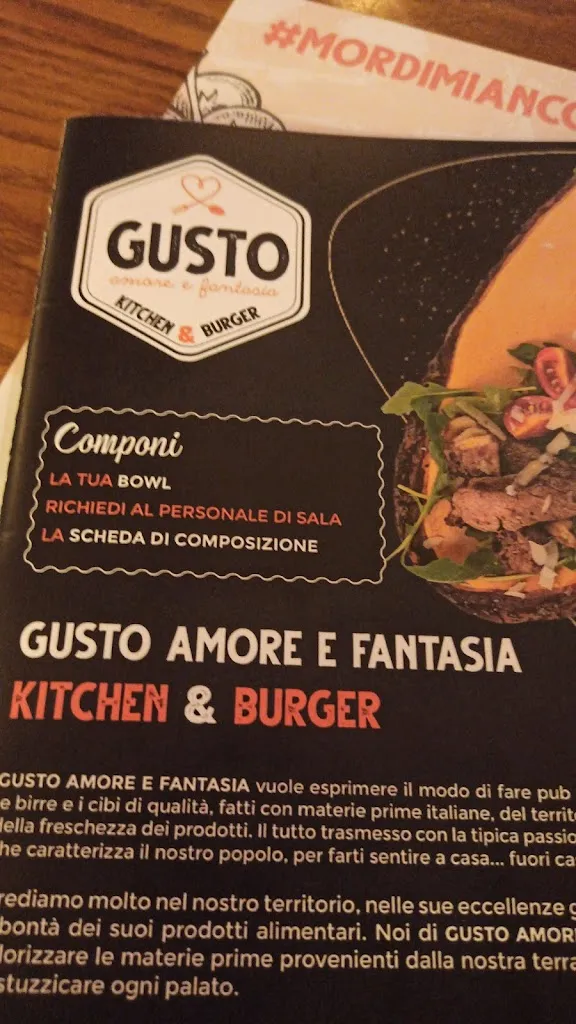 #MORDIMIANCO
GUSTO
amore e fantasia
KITCHEN & BURGER
Componi
LA TUA BOWL
RICHIEDI AL PERSONALE DI SALA
LA SCHEDA DI COMPOSIZIONE
GUSTO AMORE E FANTASIA
KITCHEN & BURGER
GUSTO AMORE E FANTASIA vuole esprimere il modo di fare pub
e birre e i cibi di qualità, fatti con materie prime italiane, del territo
della freschezza dei prodotti. Il tutto trasmesso con la tipica passio
he caratterizza il nostro popolo, per farti sentire a casa... fuori ca
rediamo molto nel nostro territorio, nelle sue eccellenze
bontà dei suoi prodotti alimentari. Noi di GUSTO AMOR
lorizzare le materie prime provenienti dalla nostra terra
stuzzicare ogni palato.